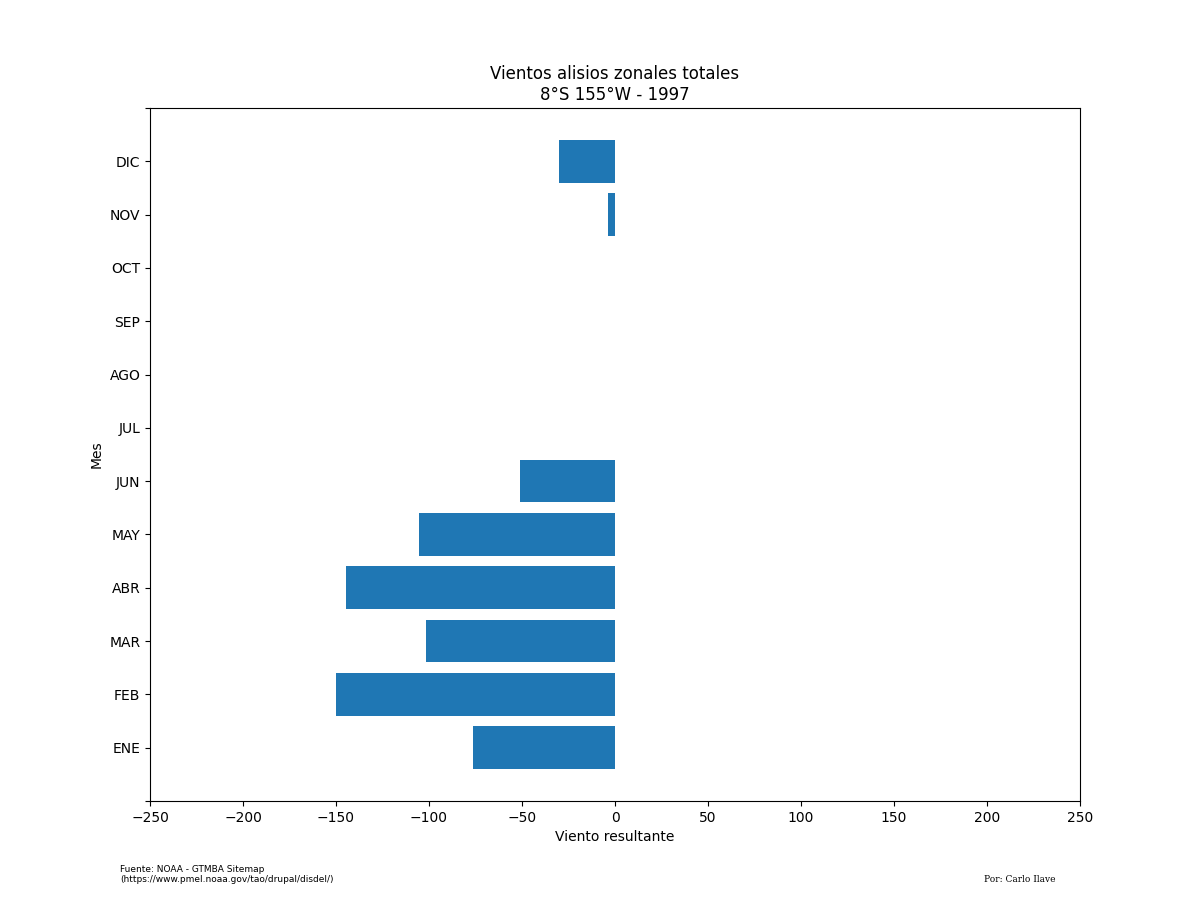 Vientos alisios zonales totales
8°S 155°W - 1997
DIC
NOV
OCT
SEP
AGO
JUL
JUN
MAY
ABR
MAR
FEB
ENE
Mes
−250 −200 −150 −100 −50 0 50 100 150 200 250
Viento resultante
Fuente: NOAA - GTMBA Sitemap
(https://www.pmel.noaa.gov/tao/drupal/disdel/)
Por: Carlo Ilave